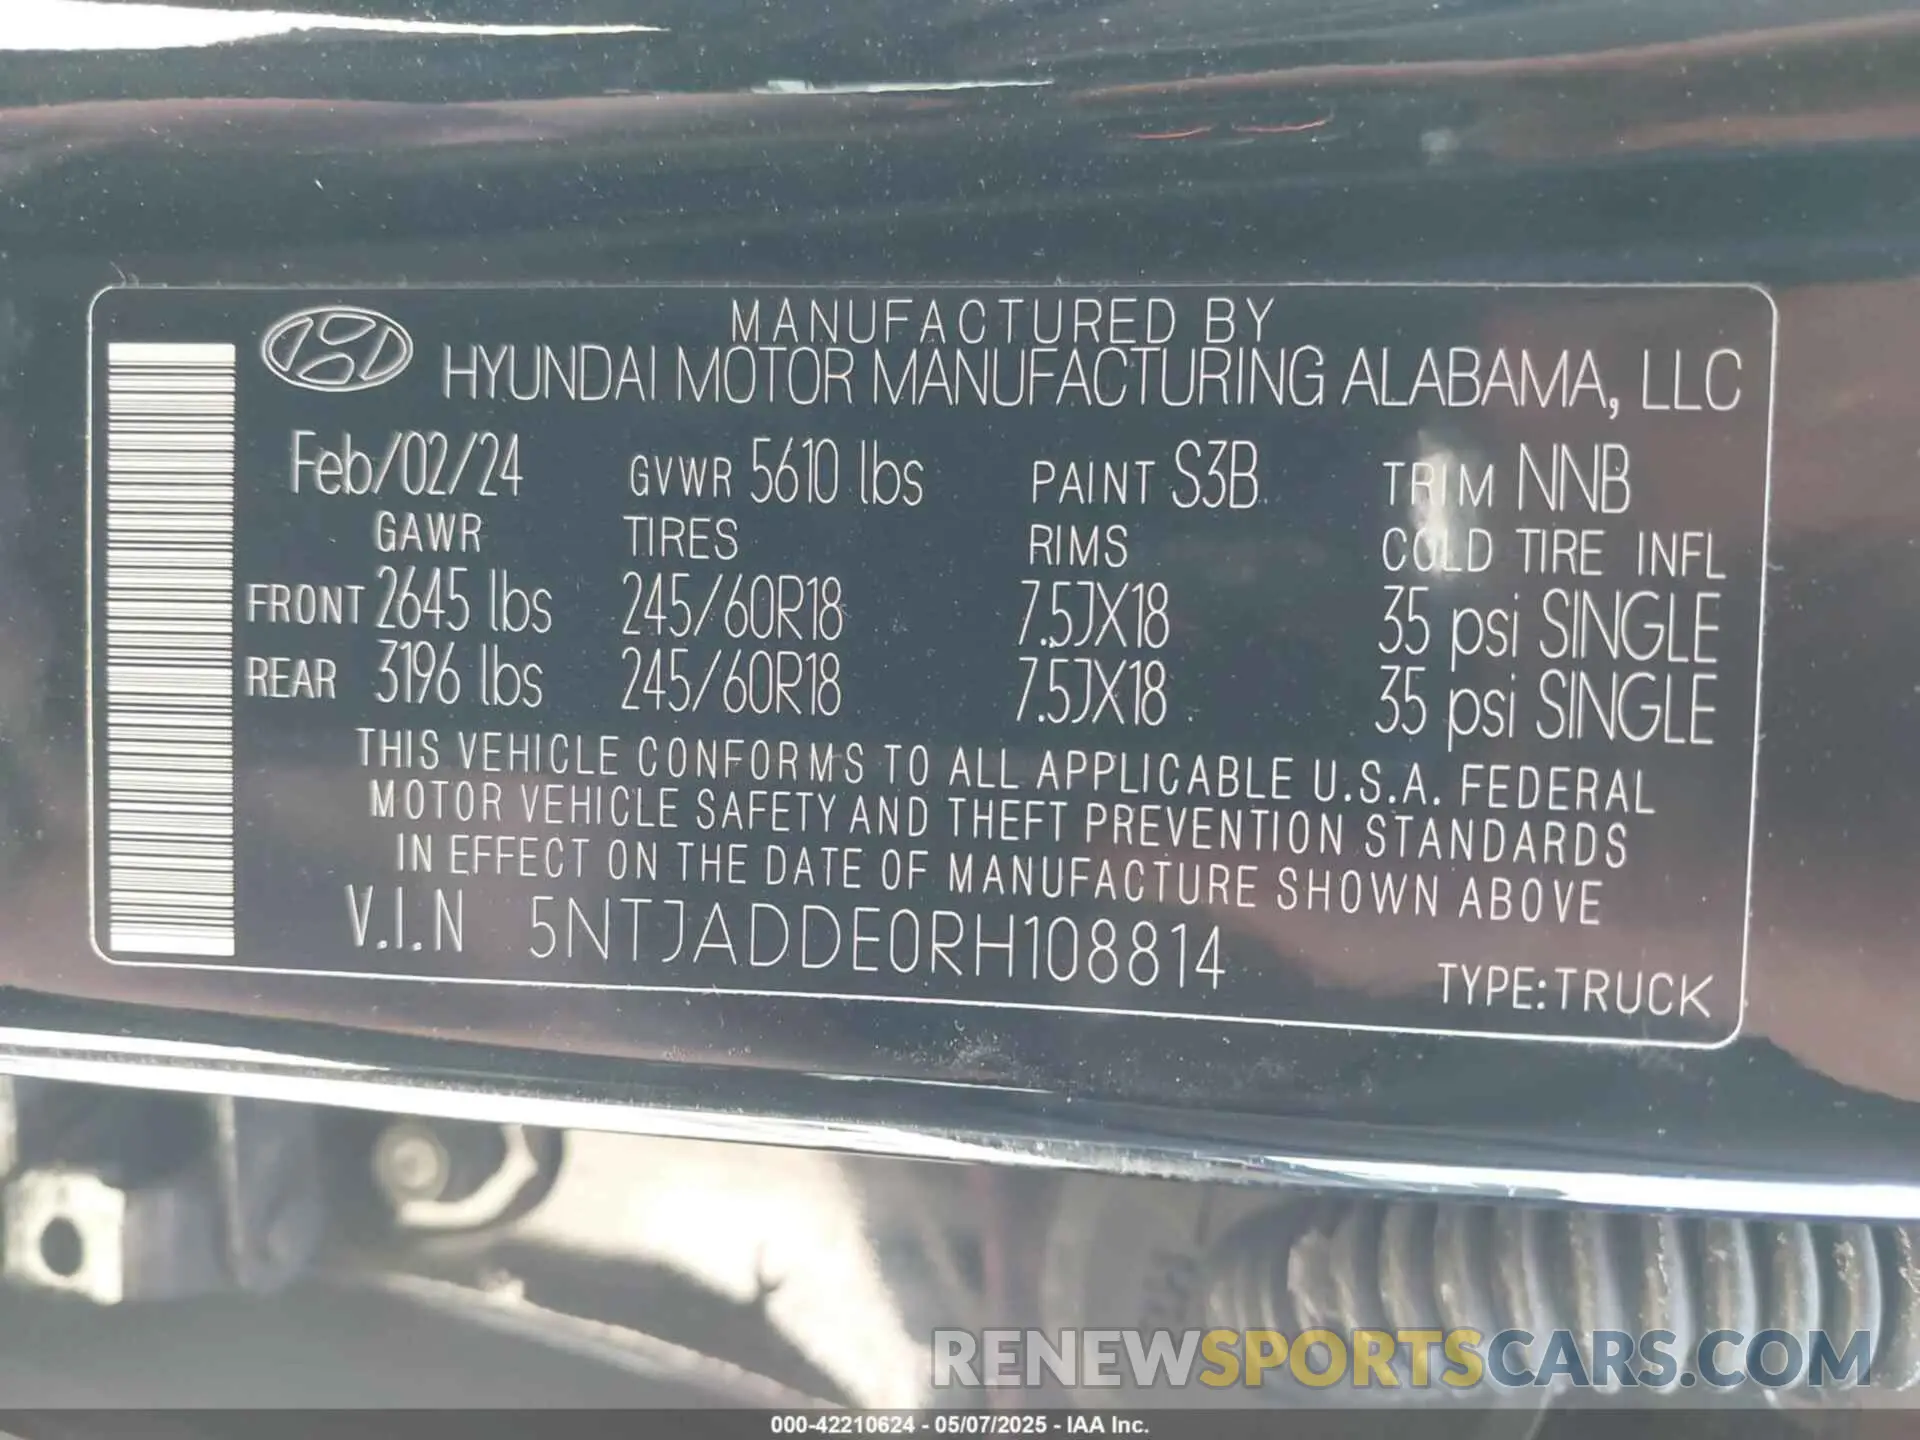 MANUFACTURED BY
HYUNDAI MOTOR MANUFACTURING ALABAMA, LLC
Feb/02/24 GVWR 5610 lbs PAINT S3B TRIM NNB
GAWR TIRES RIMS COLD TIRE INFL
FRONT 2645 lbs 245/60R18 7.5JX18 35 psi SINGLE
REAR 3196 lbs 245/60R18 7.5JX18 35 psi SINGLE
THIS VEHICLE CONFORMS TO ALL APPLICABLE U.S.A. FEDERAL
MOTOR VEHICLE SAFETY AND THEFT PREVENTION STANDARDS
IN EFFECT ON THE DATE OF MANUFACTURE SHOWN ABOVE
V.I.N 5NTJADDE0RH108814
TYPE:TRUCK
RENEWSPORTSCARS.COM
000-42210624 - 05/07/2025 - IAA Inc.